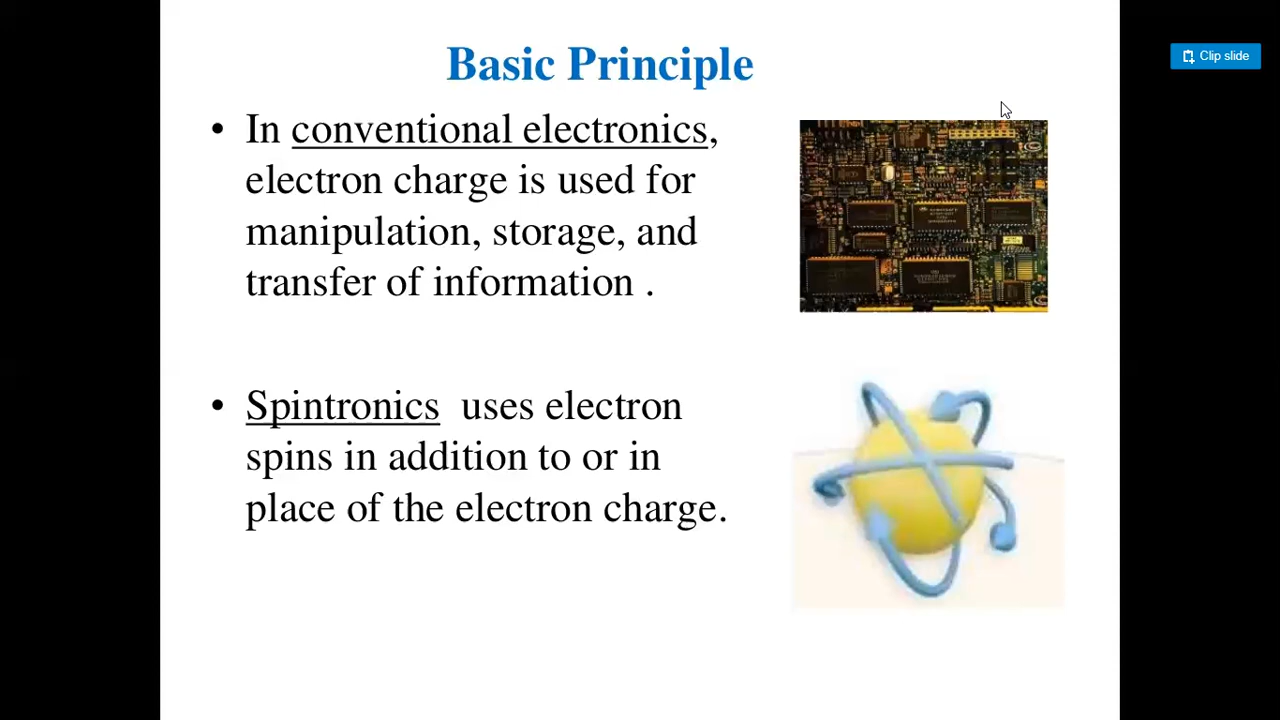 Basic Principle
Clip slide
• In conventional electronics,
electron charge is used for
manipulation, storage, and
transfer of information .
• Spintronics  uses electron
spins in addition to or in
place of the electron charge.